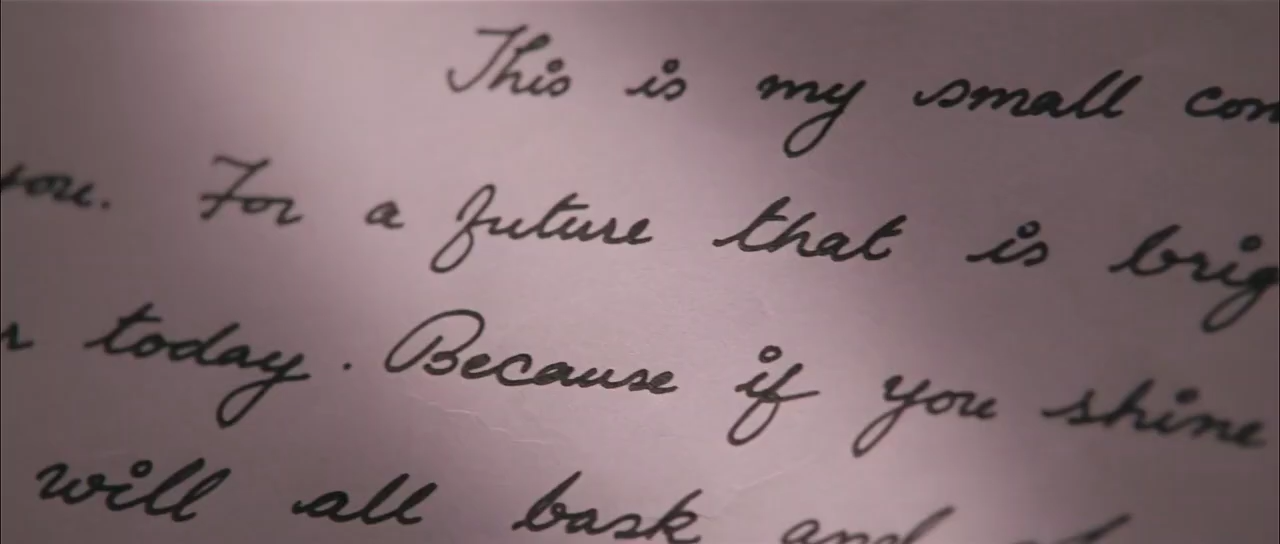 This is my small con
you. For a future that is brig
r today. Because if you shine
will all bask and